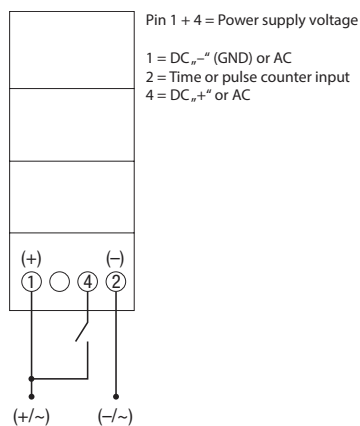 Pin 1 + 4 = Power supply voltage
1 = DC „–“ (GND) or AC
2 = Time or pulse counter input
4 = DC „+“ or AC
(+) (–)
1 4 2
(+/~) (–/~)